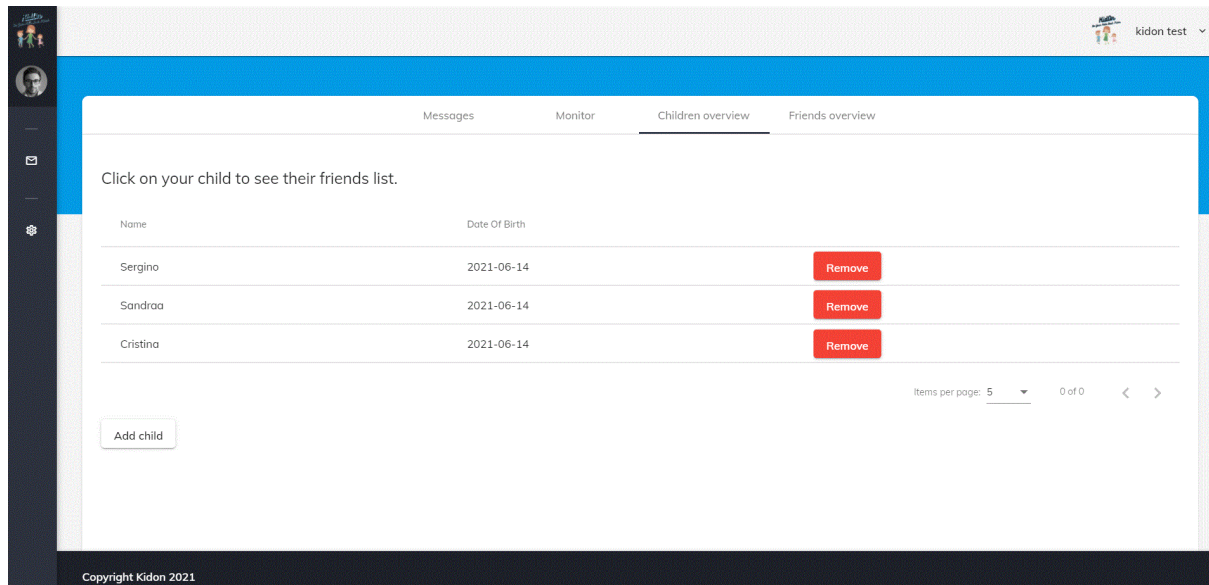 Kidon
Kidon
kidon test
Messages Monitor Children overview Friends overview
Click on your child to see their friends list.
Name Date Of Birth
Sergino 2021-06-14 Remove
Sandraa 2021-06-14 Remove
Cristina 2021-06-14 Remove
Items per page: 5 0 of 0
Add child
Copyright Kidon 2021